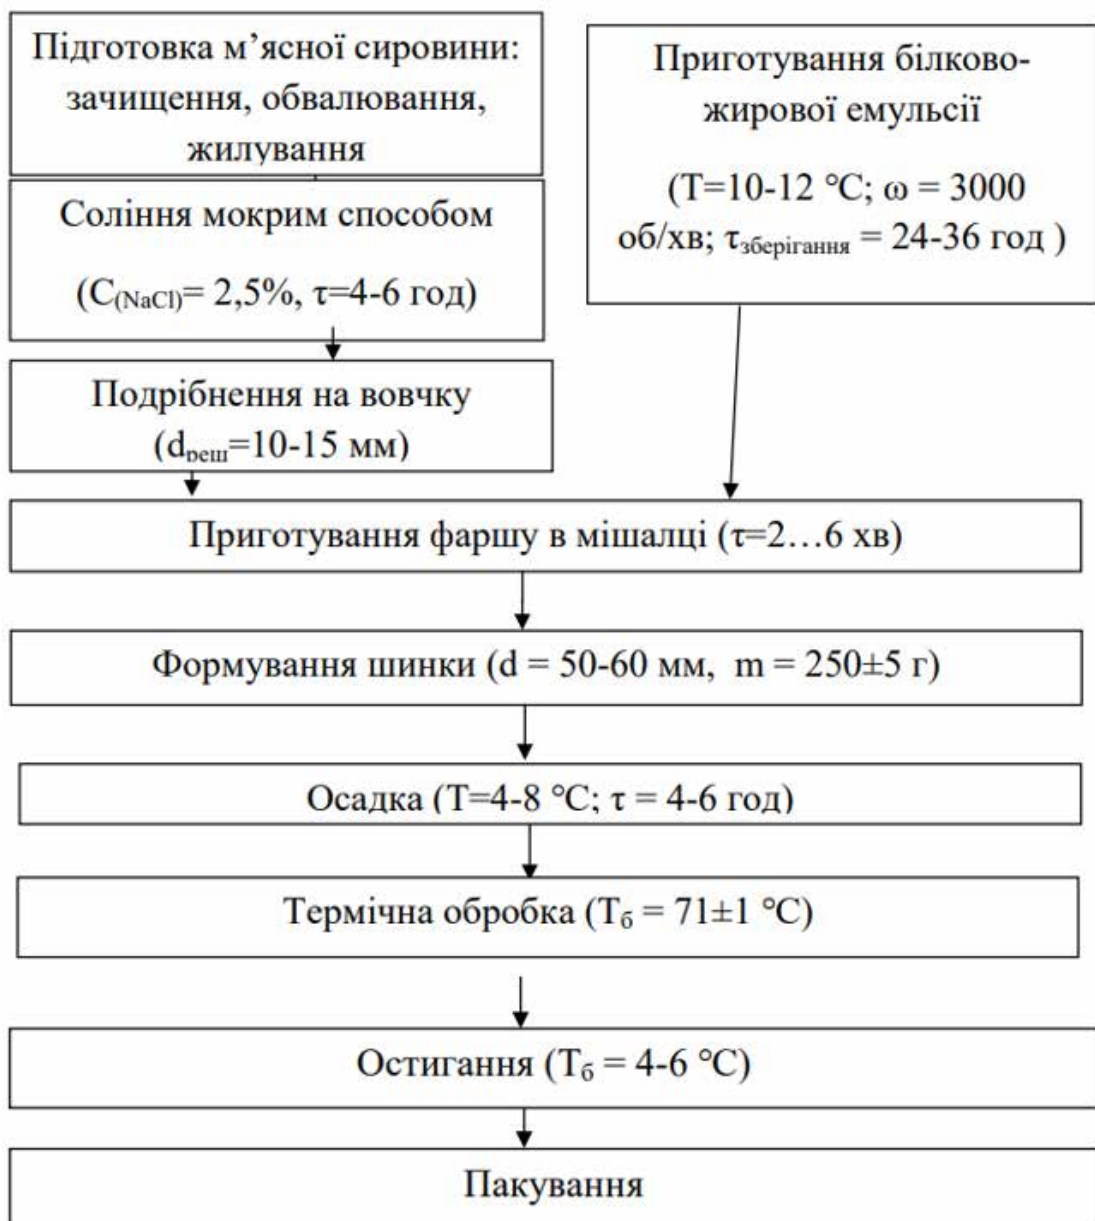 Підготовка м’ясної сировини:
зачищення, обвалювання,
жилування
Соління мокрим способом
(C(NaCl)= 2,5%, τ=4-6 год)
Подрібнення на вовчку
(dреш=10-15 мм)
Приготування білково-
жирової емульсії
(T=10-12 °C; ω = 3000
об/хв; τзберігання = 24-36 год )
Приготування фаршу в мішалці (τ=2…6 хв)
Формування шинки (d = 50-60 мм, m = 250±5 г)
Осадка (T=4-8 °C; τ = 4-6 год)
Термічна обробка (Tб = 71±1 °C)
Остигання (Tб = 4-6 °C)
Пакування